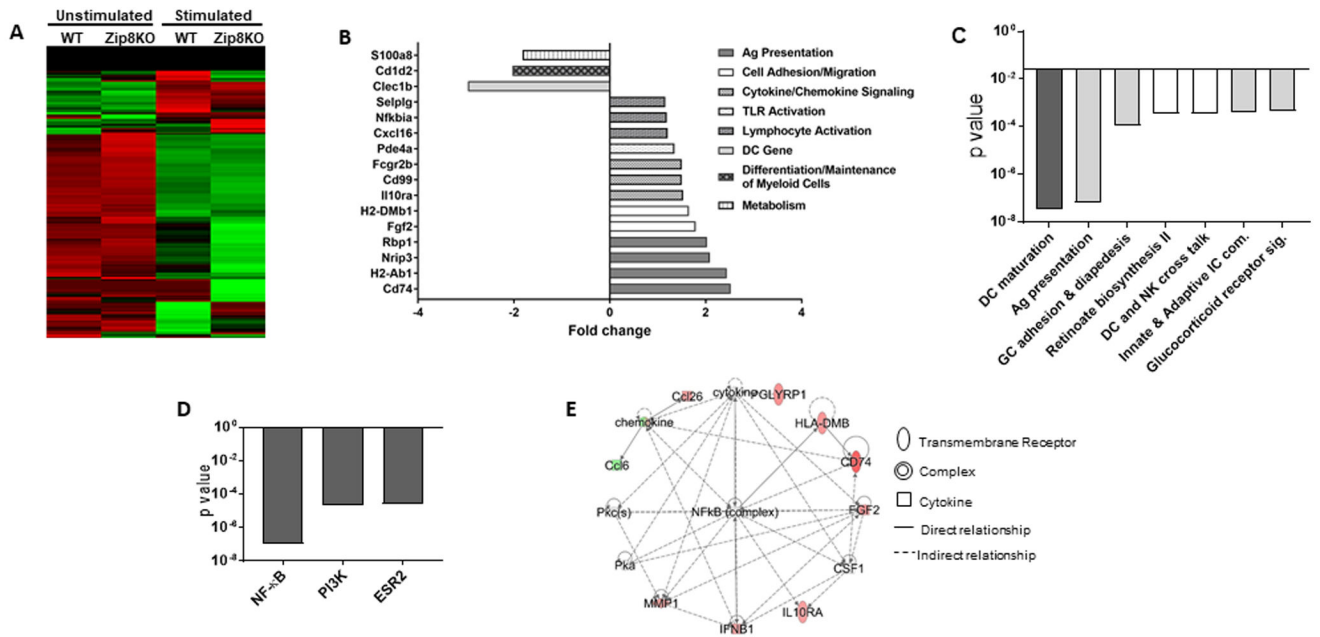 A
Unstimulated Stimulated
WT Zip8KO WT Zip8KO
B
S100a8
Cd1d2
Clec1b
Selplg
Nfkbia
Cxcl16
Pde4a
Fcgr2b
Cd99
Il10ra
H2-DMb1
Fgf2
Rbp1
Nrip3
H2-Ab1
Cd74
-4 -2 0 2 4
Fold change
Ag Presentation
Cell Adhesion/Migration
Cytokine/Chemokine Signaling
TLR Activation
Lymphocyte Activation
DC Gene
Differentiation/Maintenance
of Myeloid Cells
Metabolism
C
p value
10^0
10^-2
10^-4
10^-6
10^-8
DC maturation
Ag presentation
GC adhesion & diapedesis
Retinoate biosynthesis II
DC and NK cross talk
Innate & Adaptive IC com.
Glucocorticoid receptor sig.
D
p value
10^0
10^-2
10^-4
10^-6
10^-8
NF-κB
PI3K
ESR2
E
cytokine
PGLYRP1
Ccl26
chemokine
HLA-DMB
Ccl6
CD74
Pkc(s)
NFkB (complex)
FGF2
Pka
CSF1
MMP1
IL10RA
IFNB1
Transmembrane Receptor
Complex
Cytokine
Direct relationship
Indirect relationship